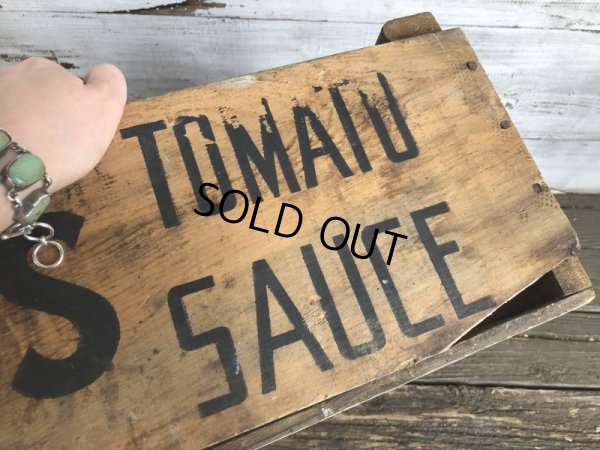 TOMATO
SOLD OUT
S SAUCE